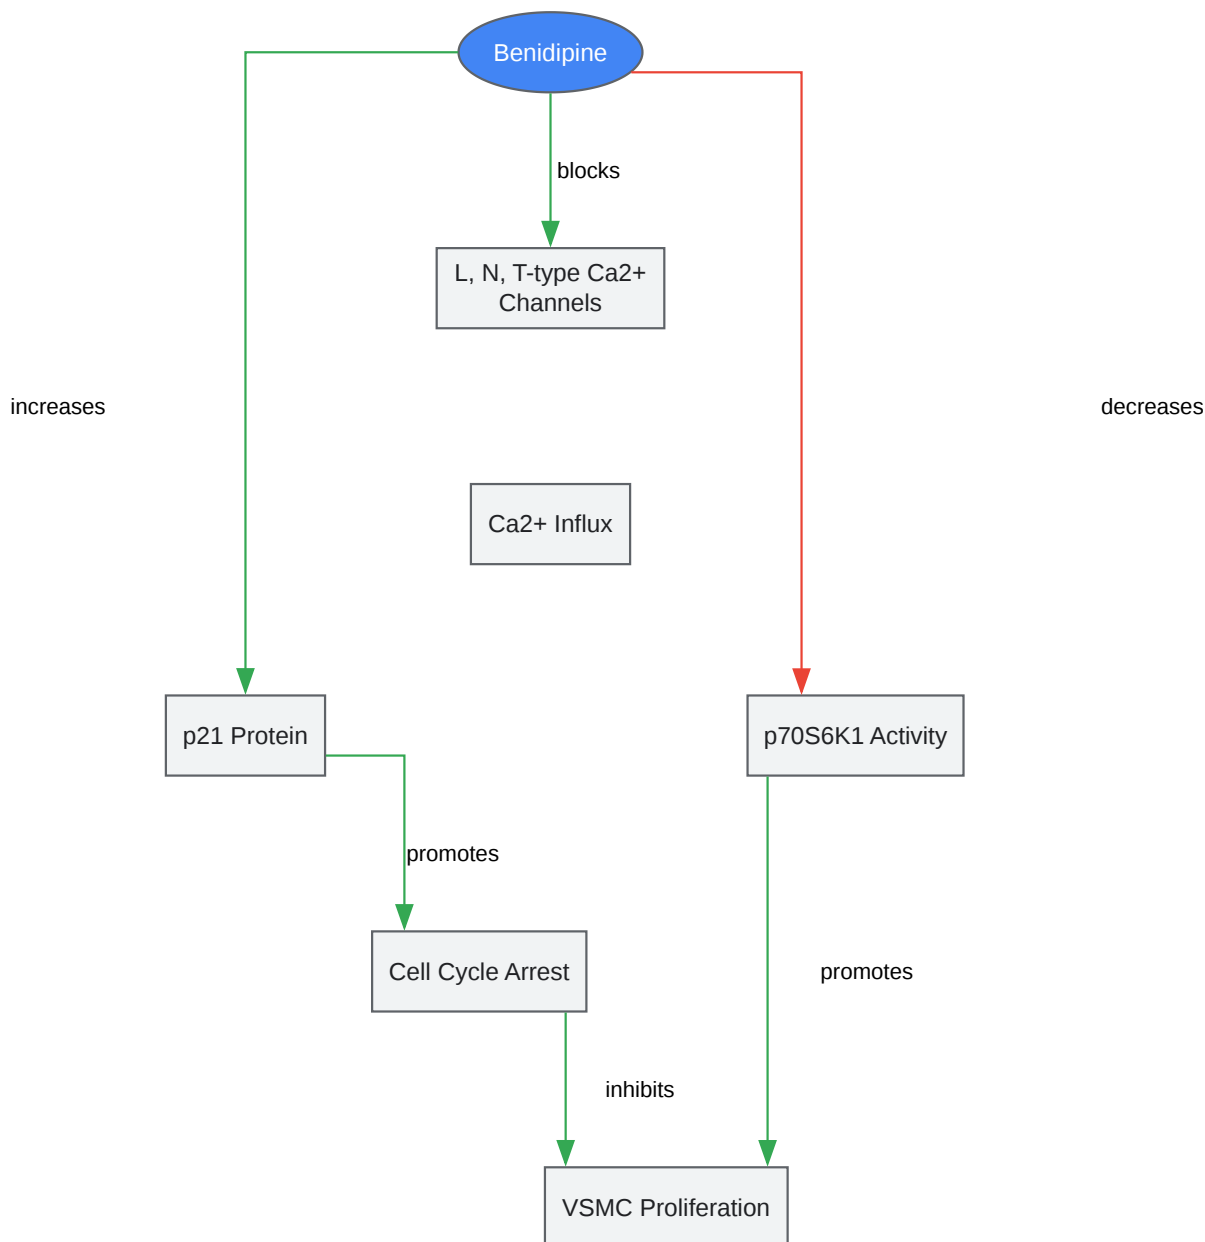 Benidipine
blocks
L, N, T-type Ca2+
Channels
increases
decreases
Ca2+ Influx
p21 Protein
p70S6K1 Activity
promotes
Cell Cycle Arrest
promotes
inhibits
VSMC Proliferation